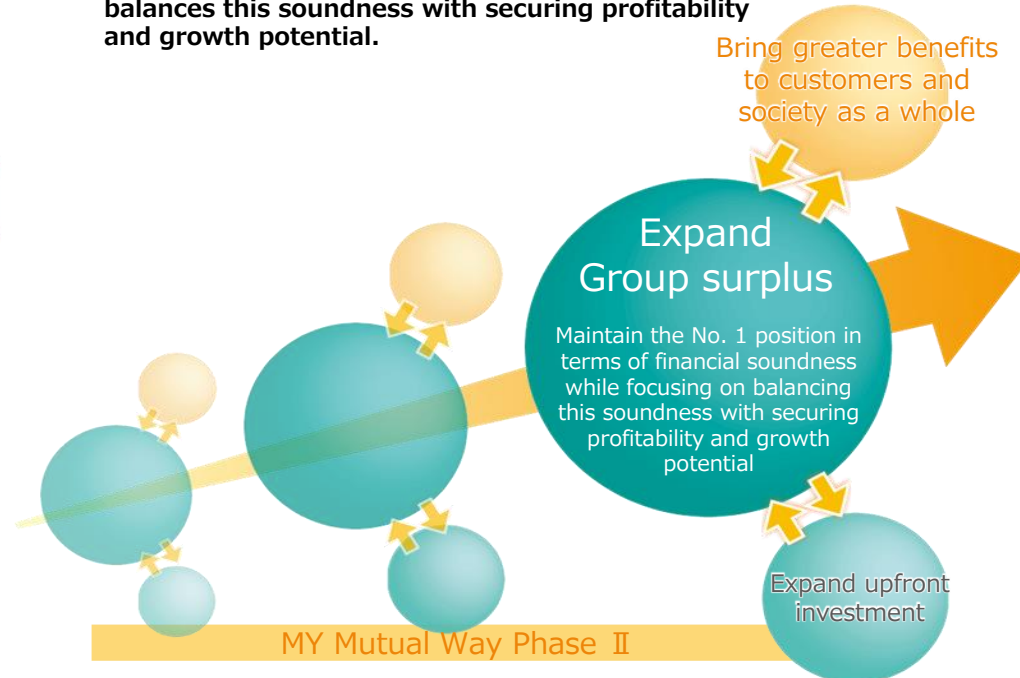 balances this soundness with securing profitability
and growth potential.
Bring greater benefits
to customers and
society as a whole
Expand
Group surplus
Maintain the No. 1 position in
terms of financial soundness
while focusing on balancing
this soundness with securing
profitability and growth
potential
Expand upfront
investment
MY Mutual Way Phase Ⅱ